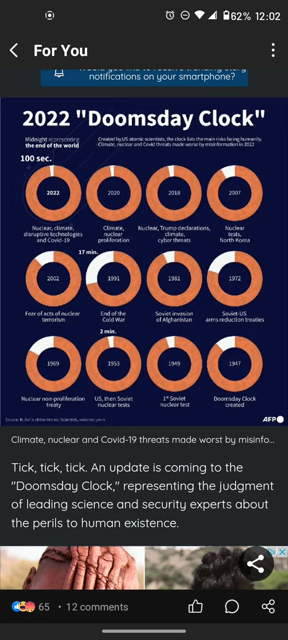 62% 12:02
For You
would you like to receive trending story
notifications on your smartphone?
2022 "Doomsday Clock"
Midnight representing
the end of the world
Created by US atomic scientists, the clock lists the main risks facing humanity.
Climate, nuclear and Covid threats made worse by misinformation in 2022
100 sec.
2022
2020
2018
2007
Nuclear, climate,
disruptive technologies
and Covid-19
Climate,
nuclear
proliferation
Nuclear, Trump declarations,
climate,
cyber threats
Nuclear
tests,
North Korea
17 min.
2002
1991
1981
1972
Fear of acts of nuclear
terrorism
End of the
Cold War
Soviet invasion
of Afghanistan
Soviet-US
arms reduction treaties
2 min.
1969
1953
1949
1947
Nuclear non-proliferation
treaty
US, then Soviet
nuclear tests
1st Soviet
nuclear test
Doomsday Clock
created
AFP
Climate, nuclear and Covid-19 threats made worst by misinfo...
Tick, tick, tick. An update is coming to the
"Doomsday Clock," representing the judgment
of leading science and security experts about
the perils to human existence.
65 • 12 comments